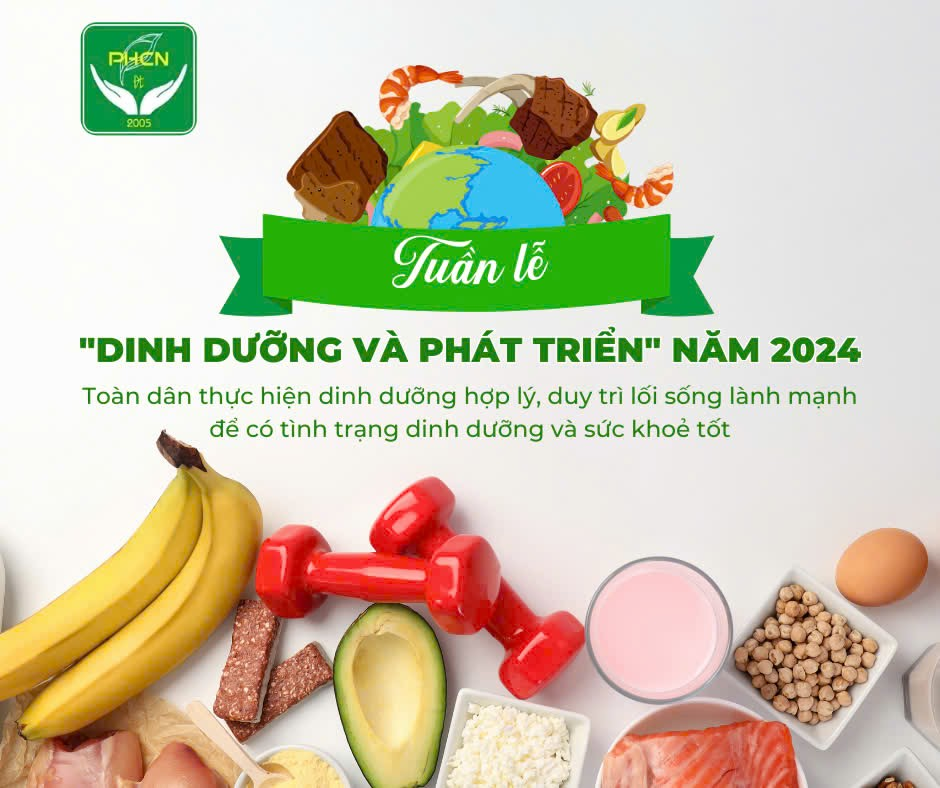 PHCN
Đt
2005
Tuần lễ
"DINH DƯỠNG VÀ PHÁT TRIỂN" NĂM 2024
Toàn dân thực hiện dinh dưỡng hợp lý, duy trì lối sống lành mạnh
để có tình trạng dinh dưỡng và sức khoẻ tốt